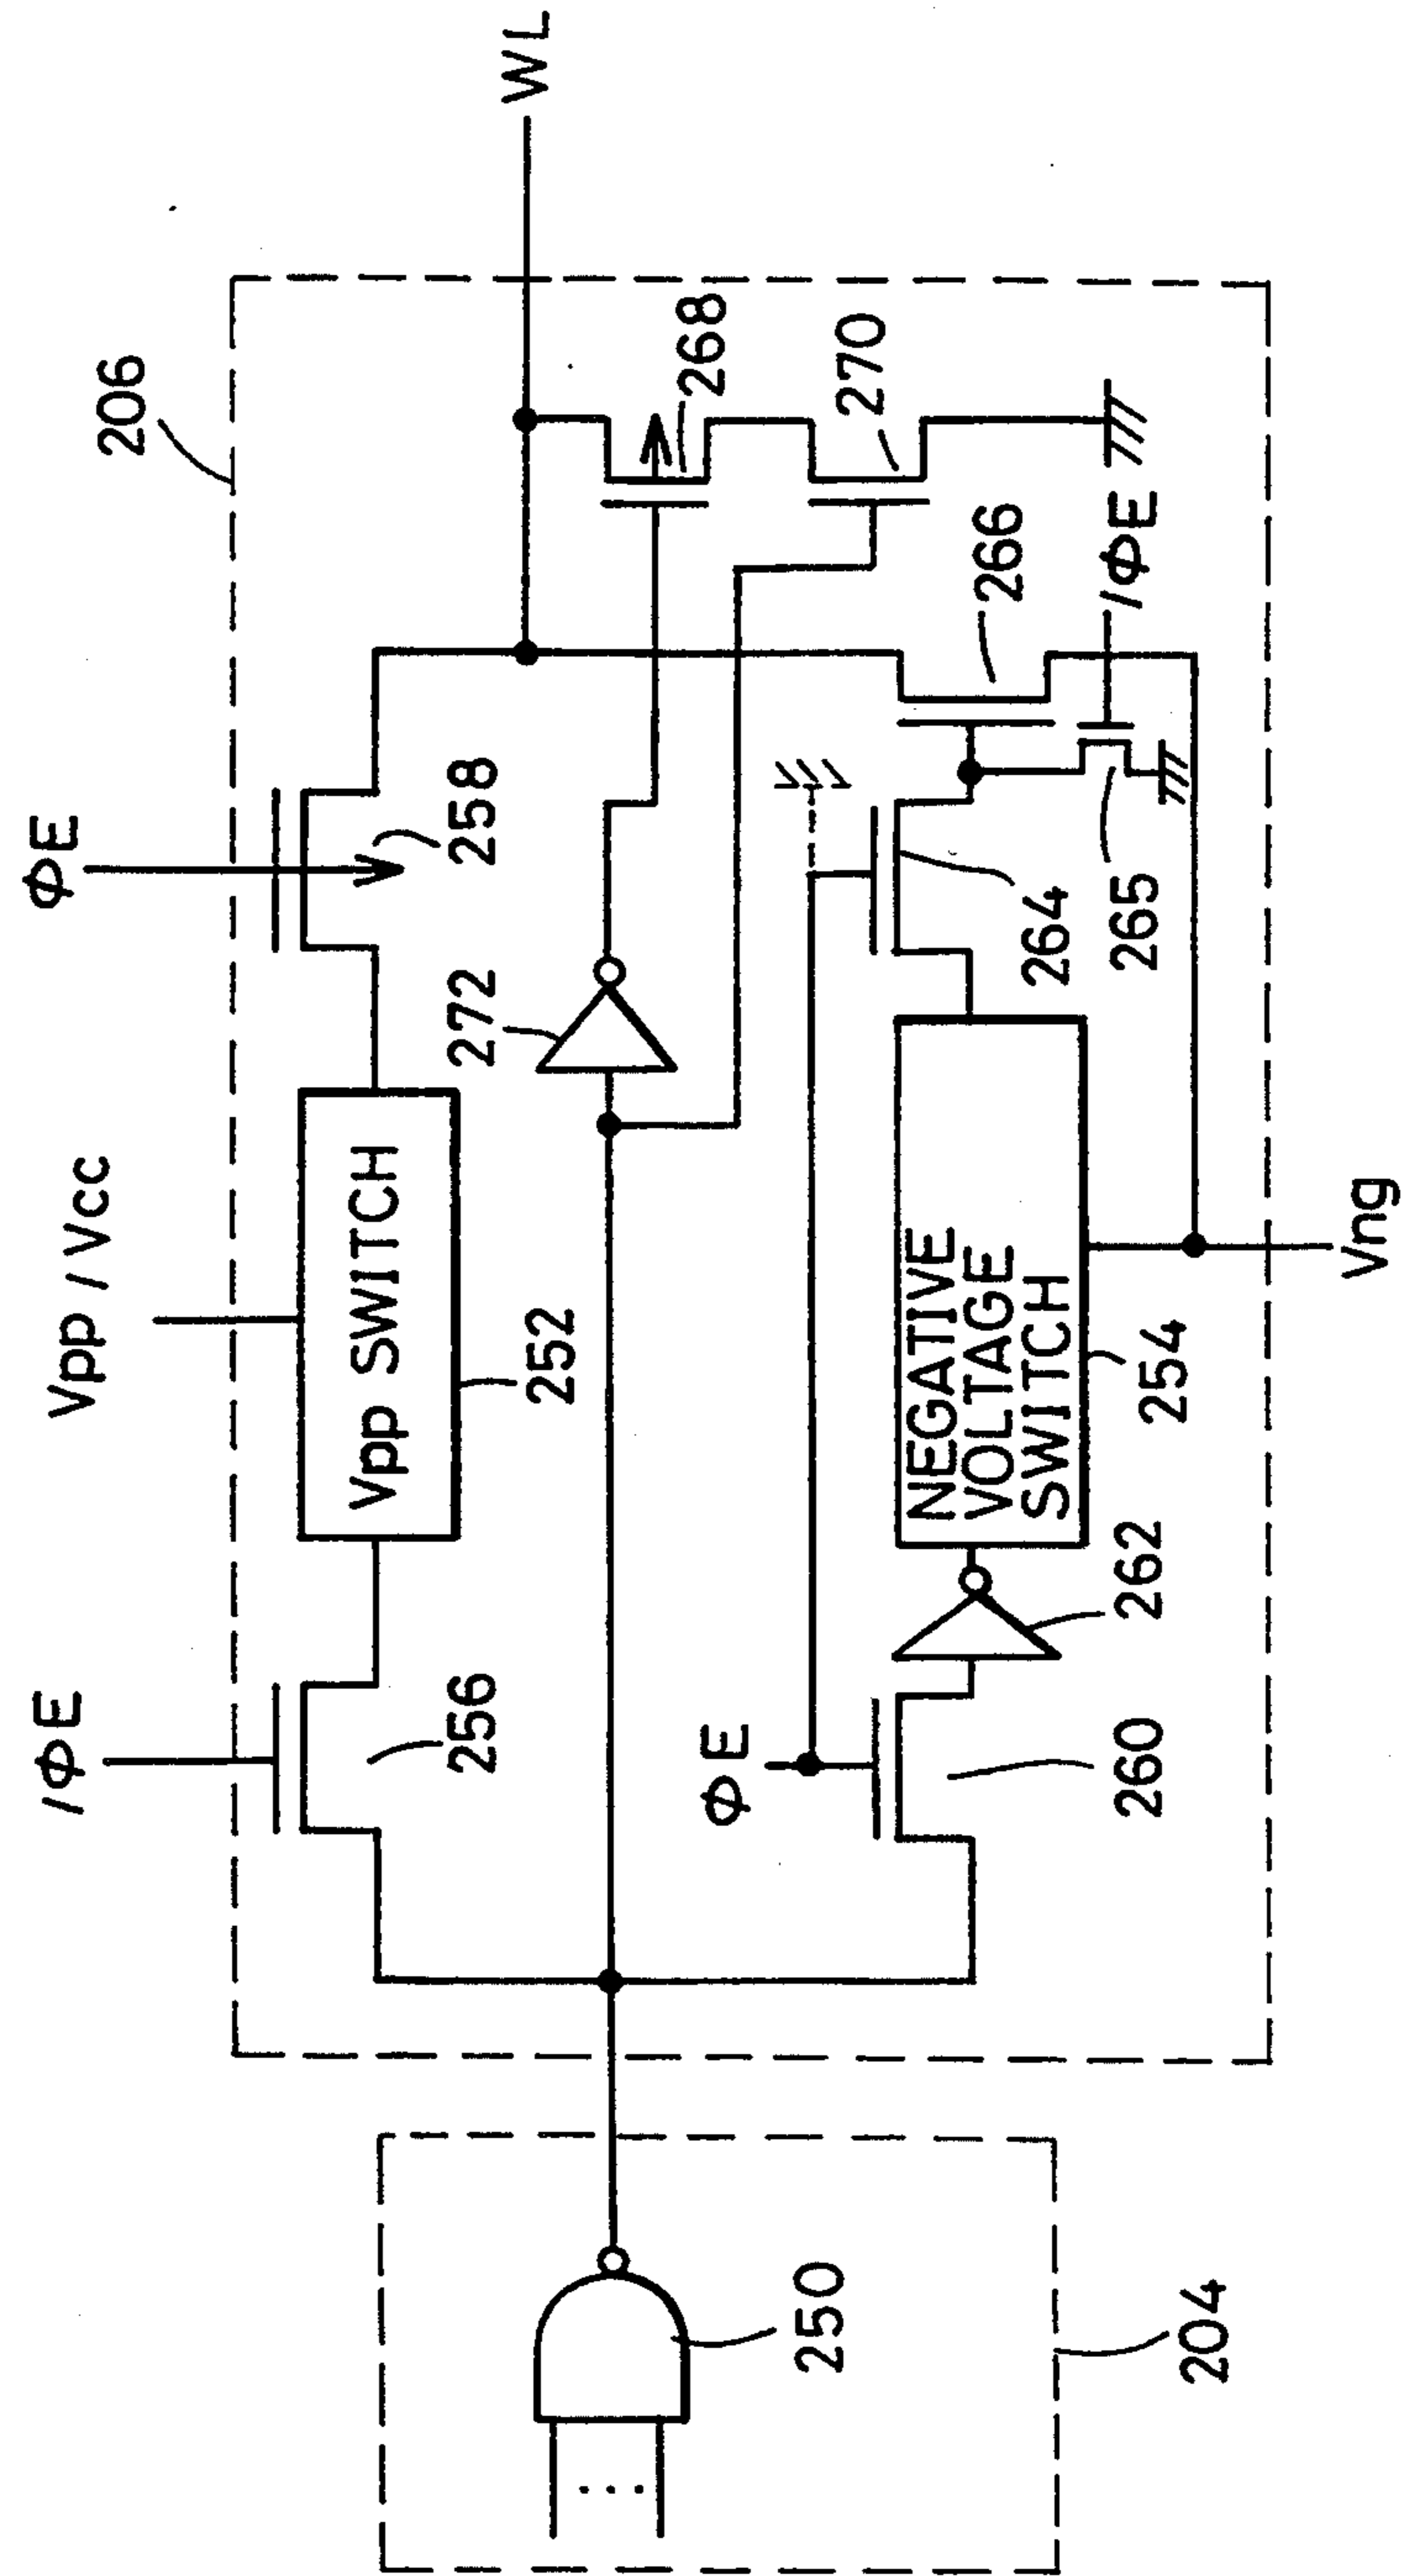 /ΦE
Vpp / Vcc
ΦE
206
WL
256
Vpp SWITCH
252
272
258
268
270
ΦE
266
/ΦE
260
262
NEGATIVE
VOLTAGE
SWITCH
254
264
265
Vng
250
...
204